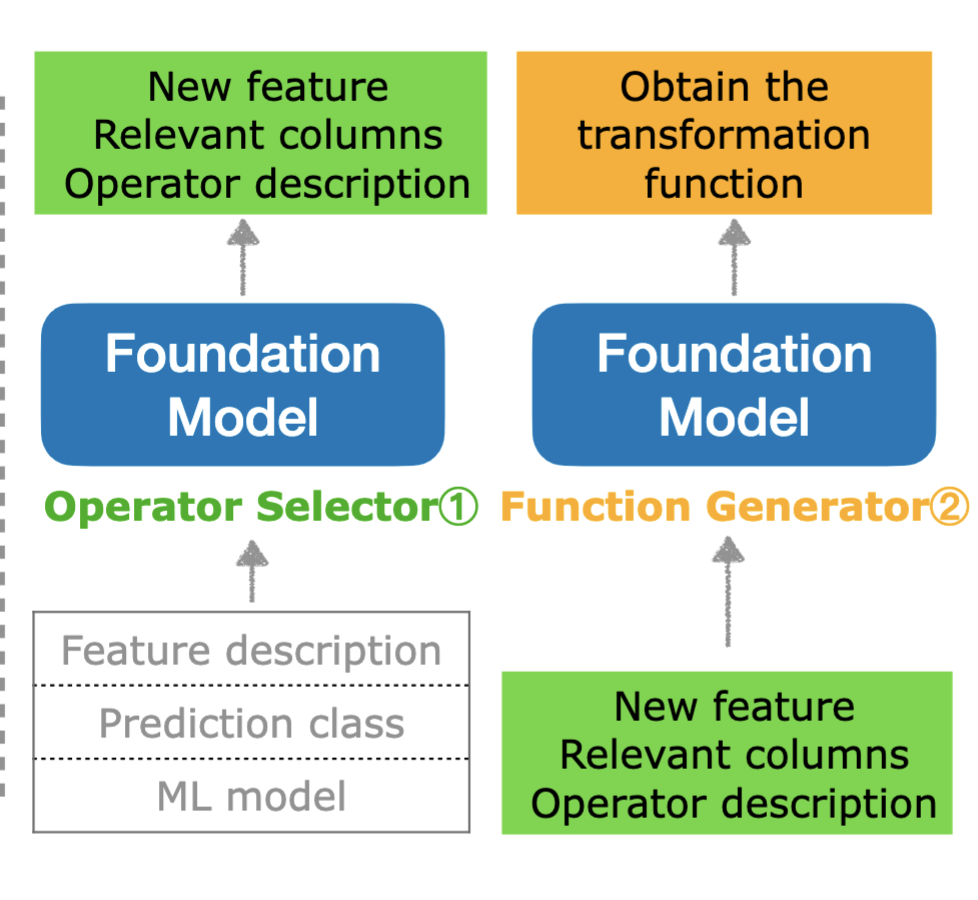 New feature
Relevant columns
Operator description
Foundation
Model
Operator Selector①
Feature description
Prediction class
ML model
Obtain the
transformation
function
Foundation
Model
Function Generator②
New feature
Relevant columns
Operator description